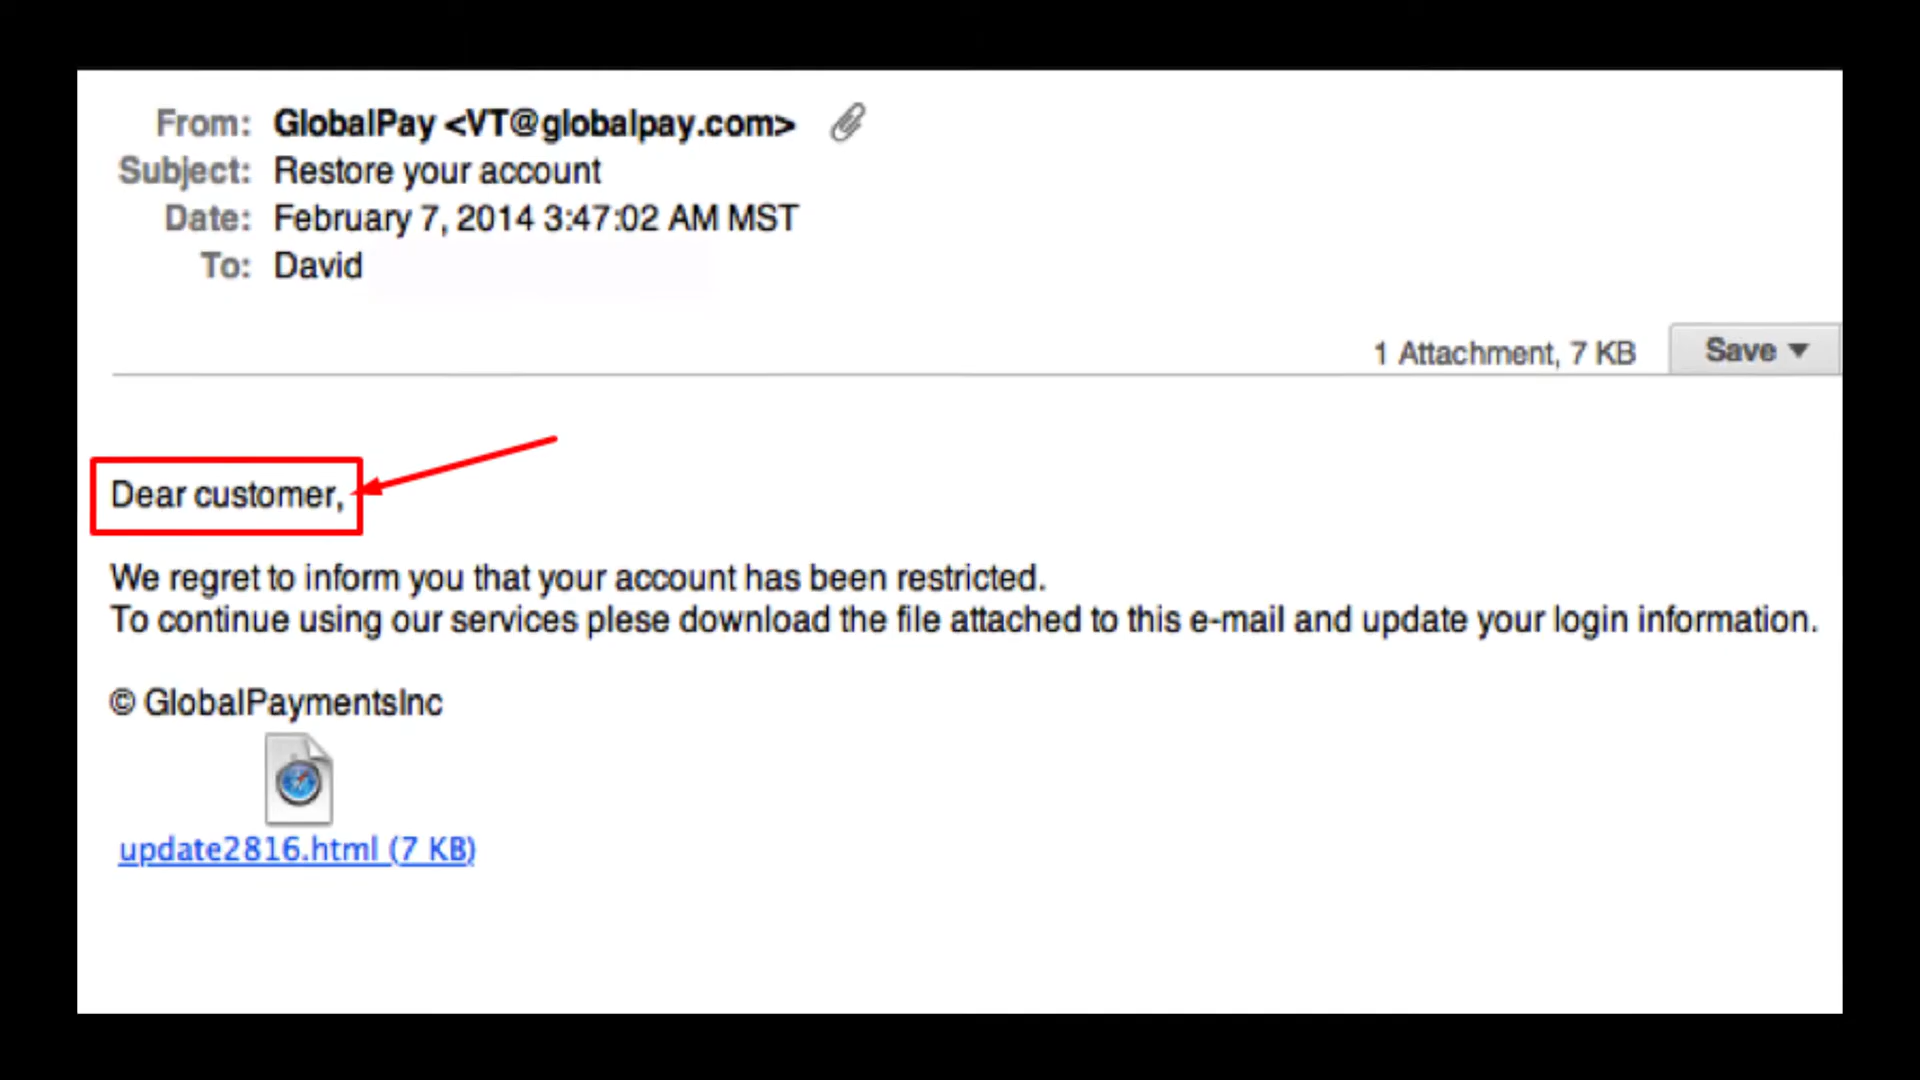 From: GlobalPay <VT@globalpay.com>
Subject: Restore your account
Date: February 7, 2014 3:47:02 AM MST
To: David
1 Attachment, 7 KB
Save
Dear customer,
We regret to inform you that your account has been restricted.
To continue using our services plese download the file attached to this e-mail and update your login information.
© GlobalPaymentsInc
update2816.html (7 KB)